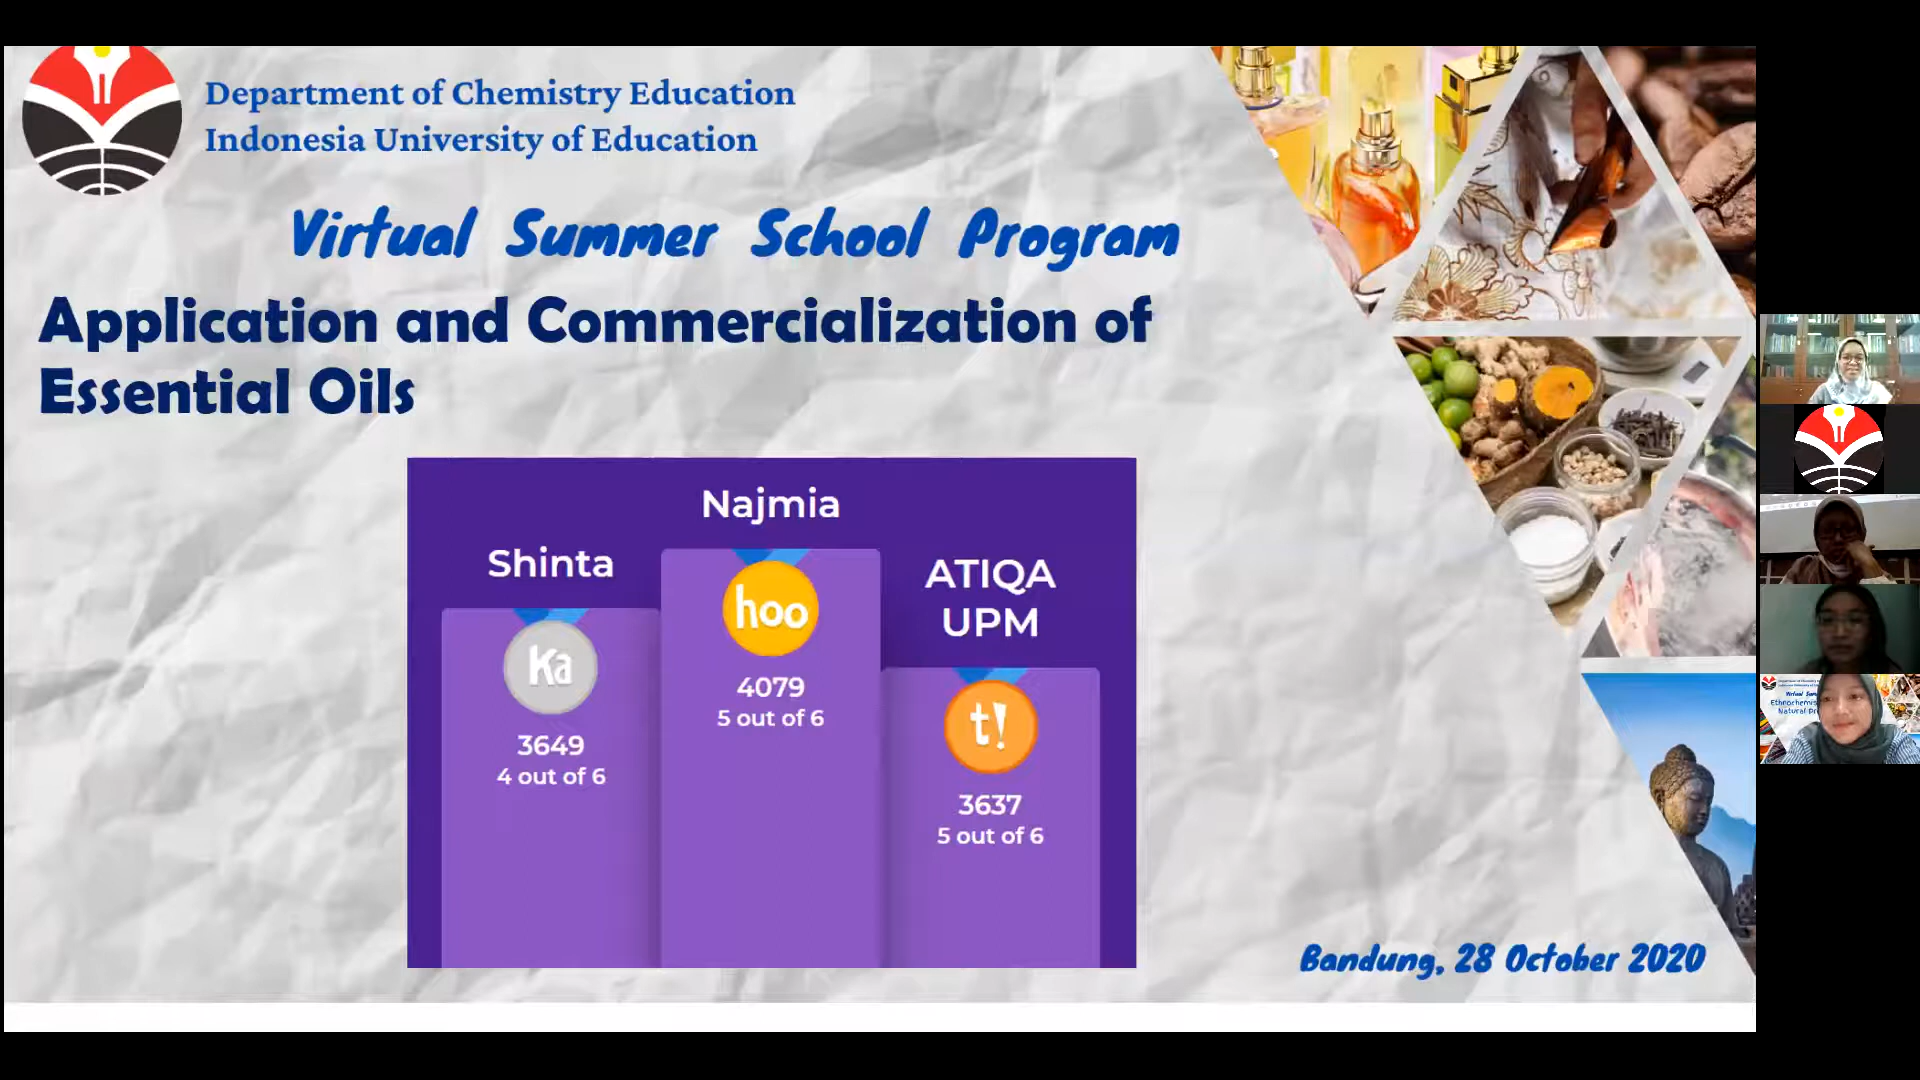 Department of Chemistry Education
Indonesia University of Education
Virtual Summer School Program
Application and Commercialization of
Essential Oils
Najmia
Shinta
ATIQA
UPM
hoo
Ka
t!
4079
5 out of 6
3649
4 out of 6
3637
5 out of 6
Bandung, 28 October 2020